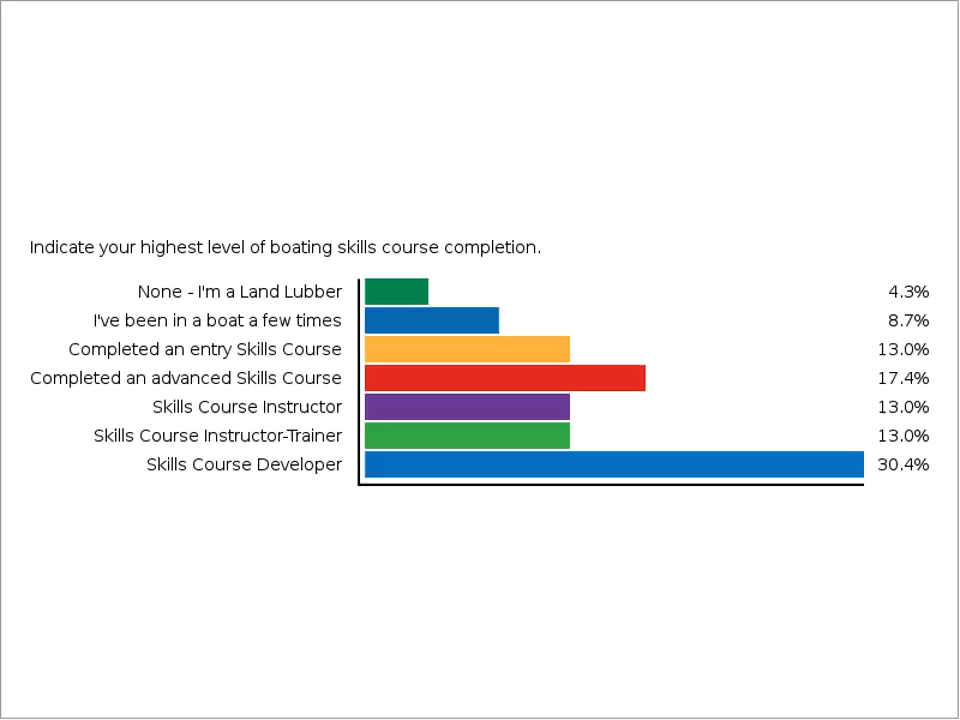 Indicate your highest level of boating skills course completion.
None - I'm a Land Lubber 4.3%
I've been in a boat a few times 8.7%
Completed an entry Skills Course 13.0%
Completed an advanced Skills Course 17.4%
Skills Course Instructor 13.0%
Skills Course Instructor-Trainer 13.0%
Skills Course Developer 30.4%